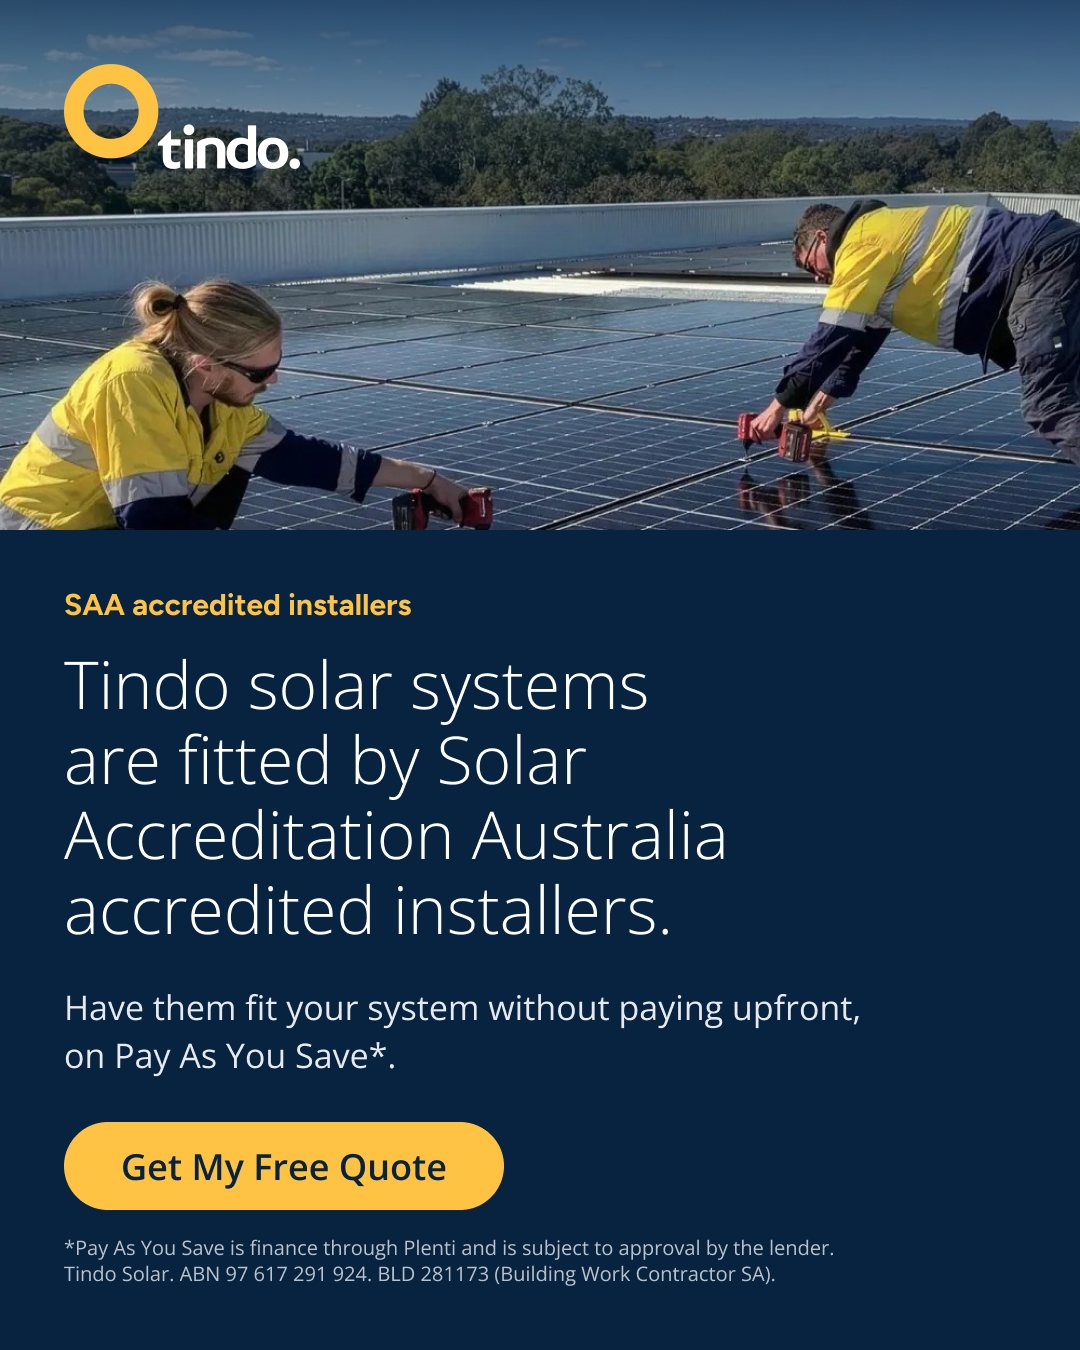 tindo.
SAA accredited installers
Tindo solar systems
are fitted by Solar
Accreditation Australia
accredited installers.
Have them fit your system without paying upfront,
on Pay As You Save*.
Get My Free Quote
*Pay As You Save is finance through Plenti and is subject to approval by the lender.
Tindo Solar. ABN 97 617 291 924. BLD 281173 (Building Work Contractor SA).